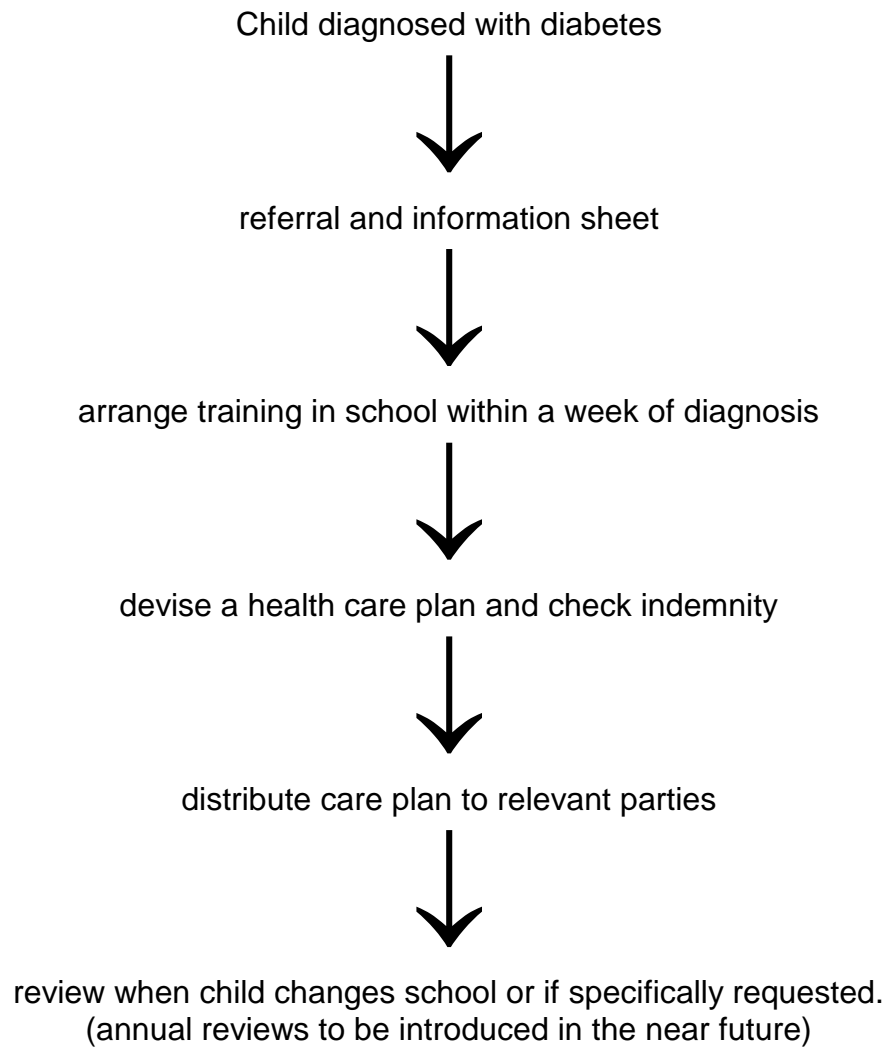 Child diagnosed with diabetes
referral and information sheet
arrange training in school within a week of diagnosis
devise a health care plan and check indemnity
distribute care plan to relevant parties
review when child changes school or if specifically requested.
(annual reviews to be introduced in the near future)